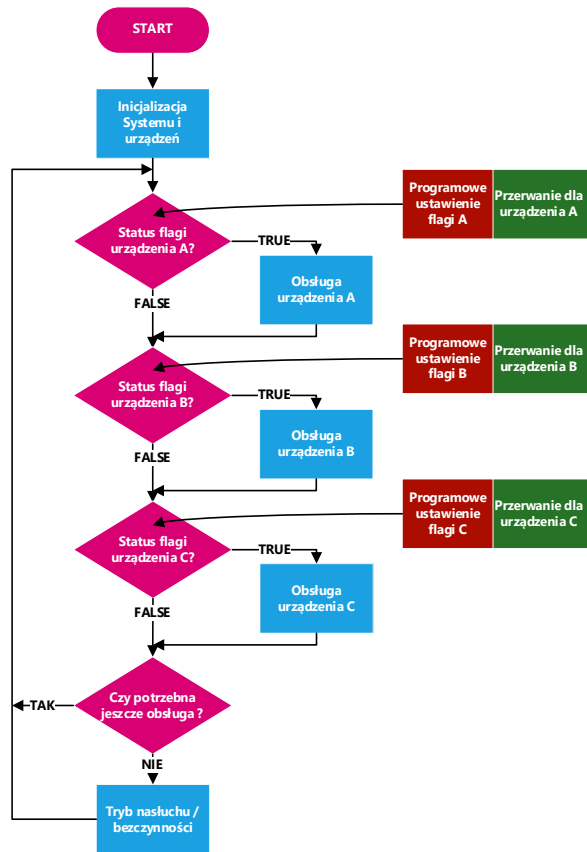 START
Inicjalizacja
Systemu i
urządzeń
Programowe
ustawienie
flagi A
Przerwanie dla
urządzenia A
Status flagi
urządzenia A?
TRUE
Obsługa
urządzenia A
FALSE
Programowe
ustawienie
flagi B
Przerwanie dla
urządzenia B
Status flagi
urządzenia B?
TRUE
Obsługa
urządzenia B
FALSE
Programowe
ustawienie
flagi C
Przerwanie dla
urządzenia C
Status flagi
urządzenia C?
TRUE
Obsługa
urządzenia C
FALSE
Czy potrzebna
jeszcze obsługa ?
TAK
NIE
Tryb nasłuchu /
bezczynności